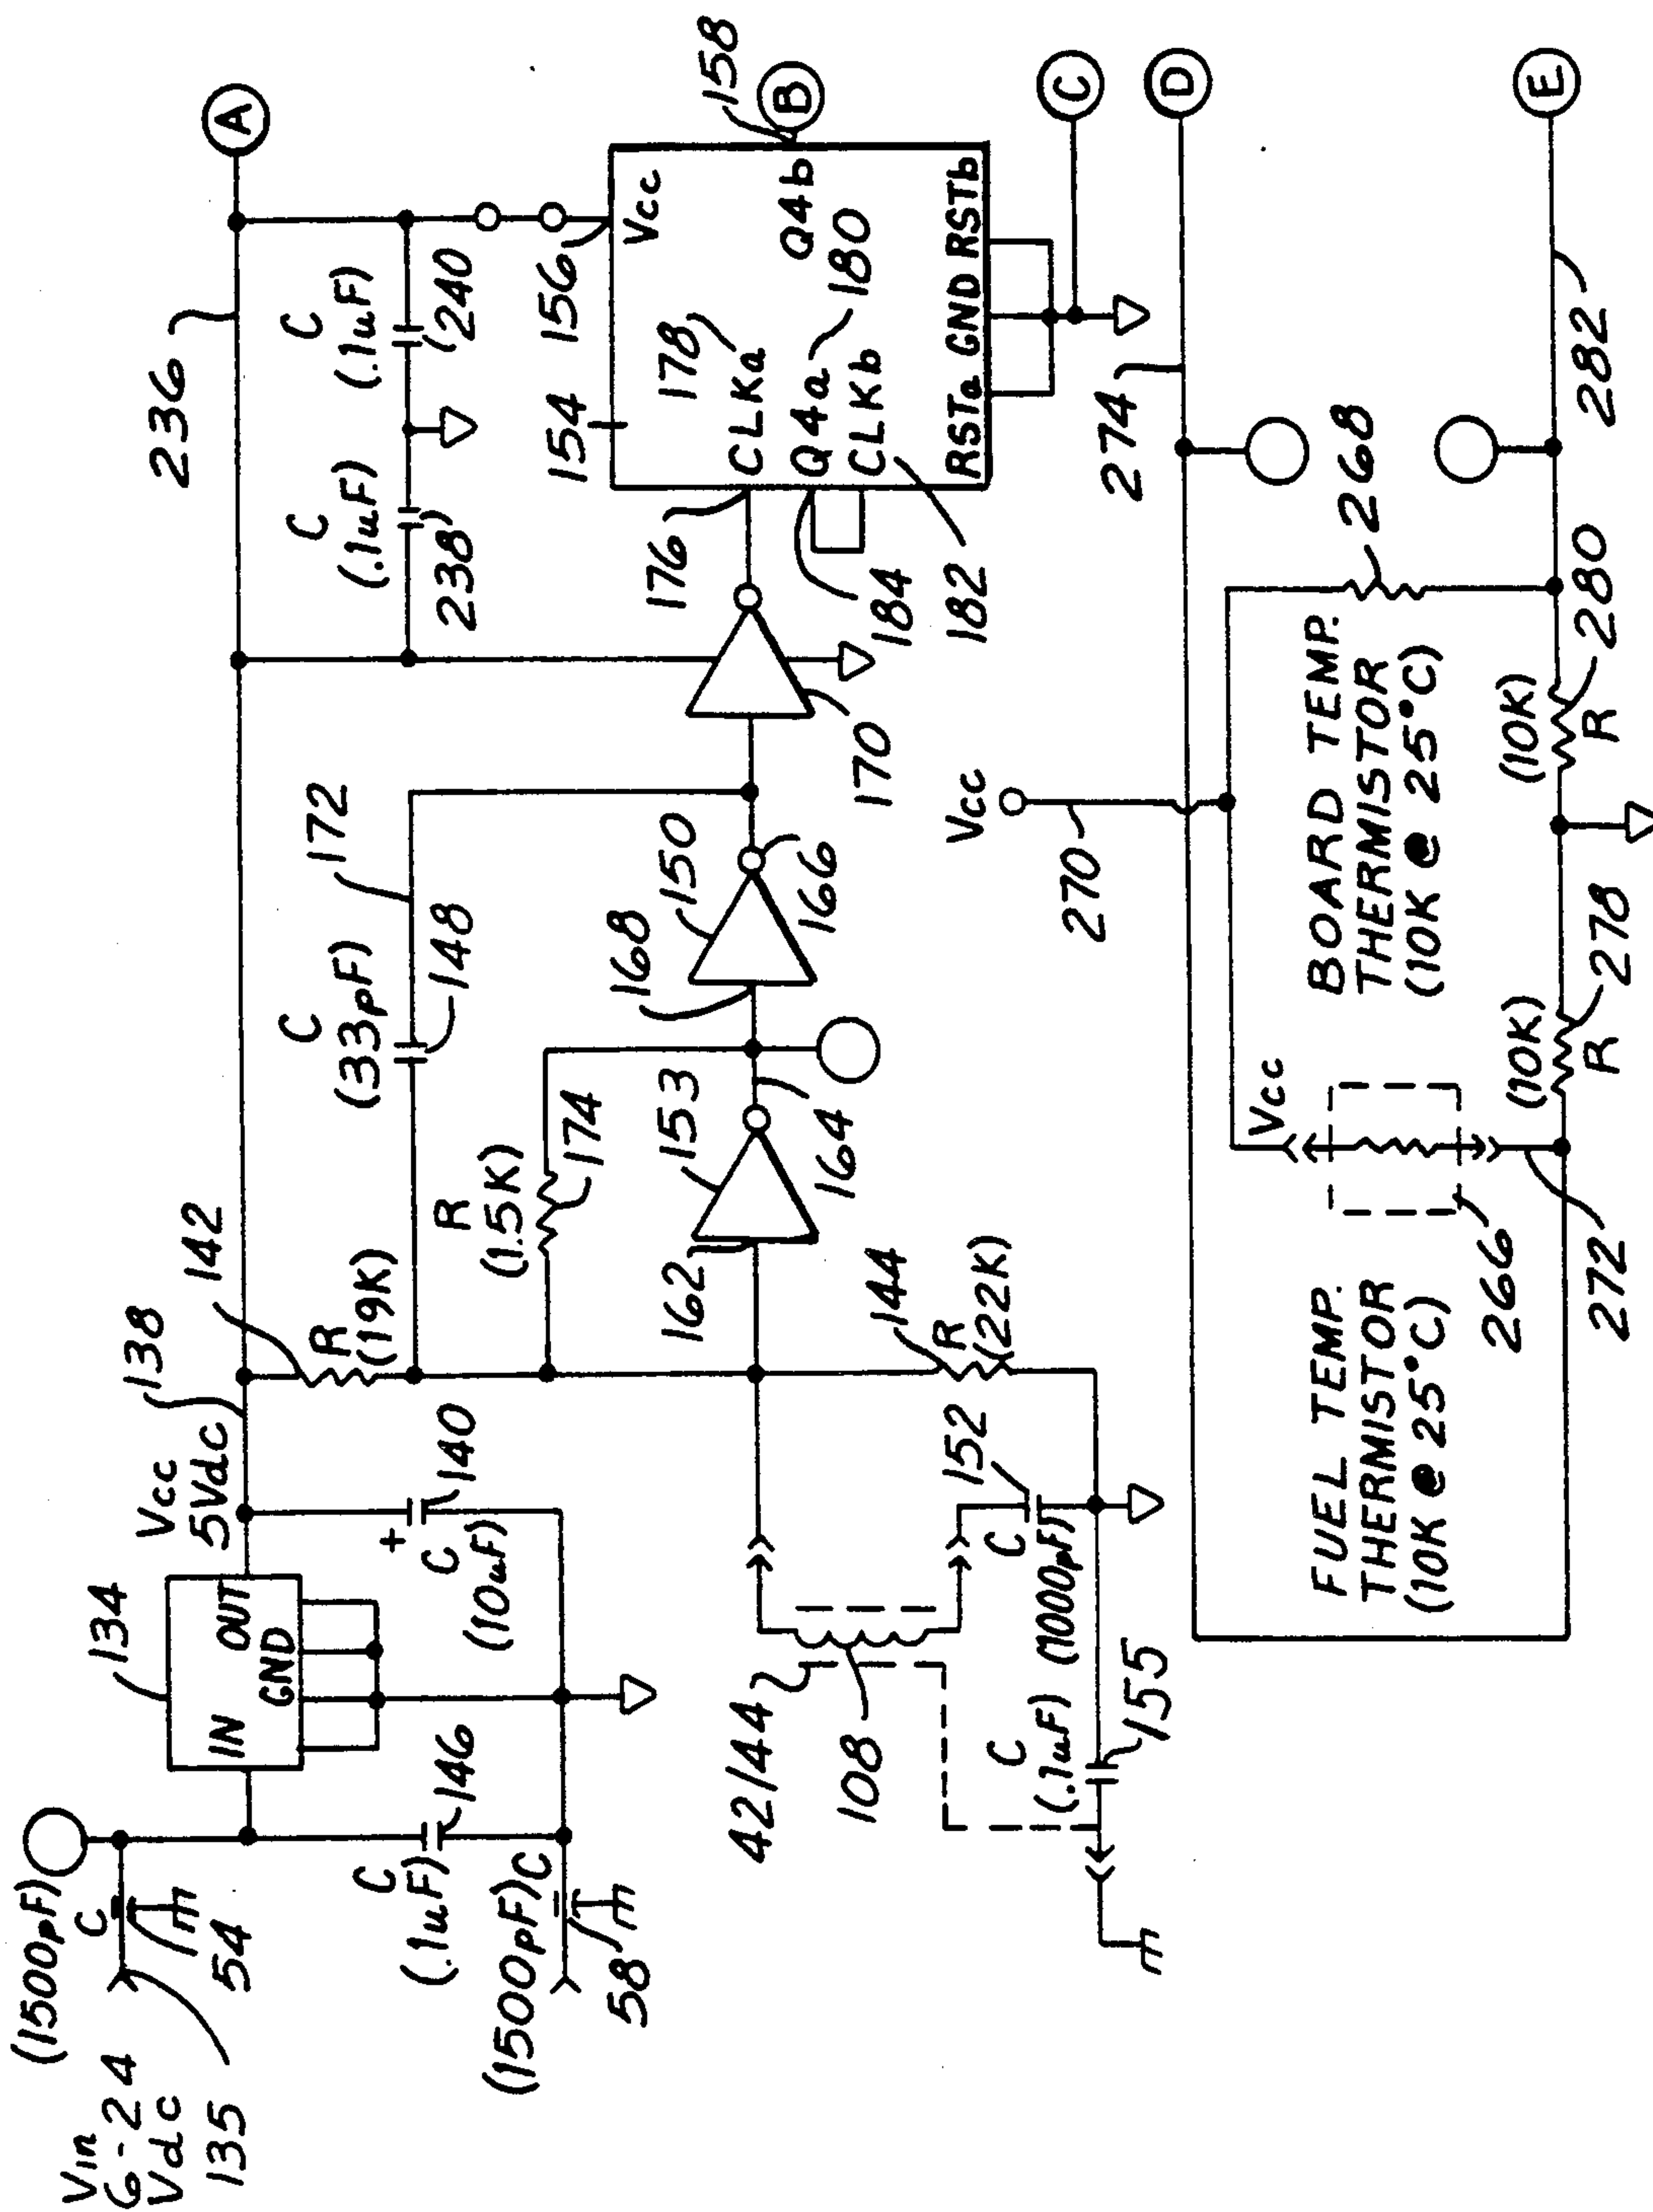 Vin
6-24
Vdc
135
(1500pF)
C
54
134
IN
OUT
GND
Vcc
5Vdc
138
142
R
(19K)
C
(.1uF)
146
+
C
(10uF)
140
(1500pF)
C
58
C
(33pF)
148
172
R
(1.5K)
174
162
153
164
168
150
166
170
176
236
C
(.1uF)
238
C
(.1uF)
240
A
154
156
Vcc
178
CLKa
Q4a
CLKb
180
Q4b
RSTa GND RSTb
158
B
C
184
182
42/44
108
C
(.1uF)
155
C
(1000pF)
152
144
R
(22K)
Vcc
270
274
D
FUEL TEMP.
THERMISTOR
(10K @ 25°C)
266
272
Vcc
(10K)
R
278
BOARD TEMP.
THERMISTOR
(10K @ 25°C)
268
(10K)
R
280
282
E